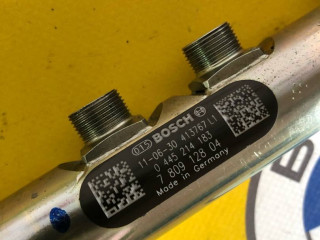 BOSCH
11-06-30 413767 L1
0 445 214 183
7 809 128 04
Made in Germany